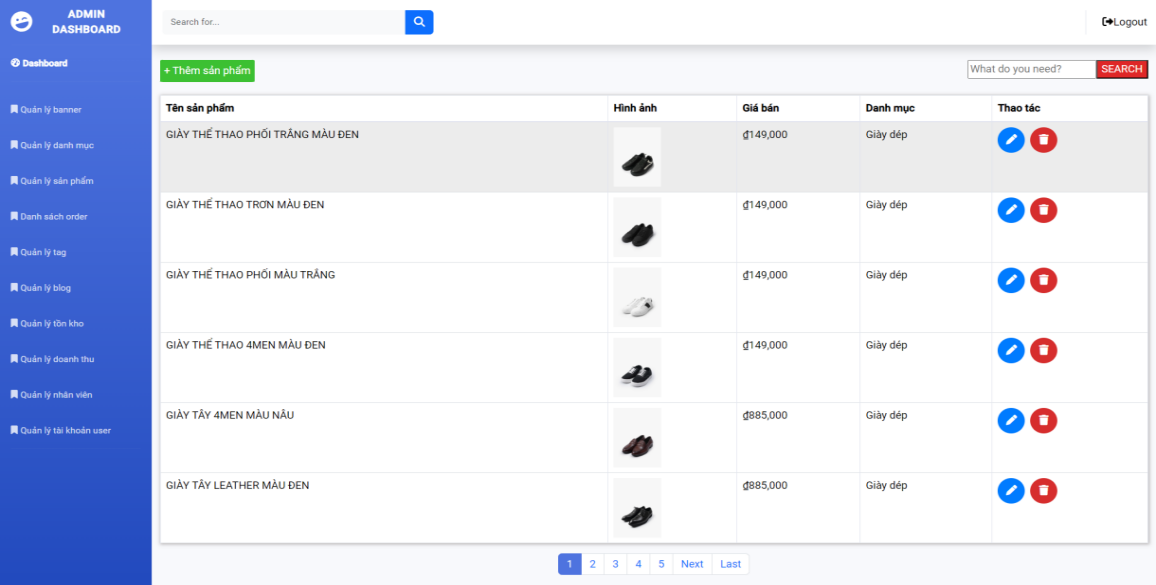 ADMIN
DASHBOARD
Search for...
Logout
Dashboard
+ Thêm sản phẩm
What do you need?
SEARCH
Quản lý banner
Quản lý danh mục
Quản lý sản phẩm
Danh sách order
Quản lý tag
Quản lý blog
Quản lý tồn kho
Quản lý doanh thu
Quản lý nhân viên
Quản lý tài khoản user
Tên sản phẩm Hình ảnh Giá bán Danh mục Thao tác
GIÀY THỂ THAO PHỐI TRẮNG MÀU ĐEN ₫149,000 Giày dép
GIÀY THỂ THAO TRƠN MÀU ĐEN ₫149,000 Giày dép
GIÀY THỂ THAO PHỐI MÀU TRẮNG ₫149,000 Giày dép
GIÀY THỂ THAO 4MEN MÀU ĐEN ₫149,000 Giày dép
GIÀY TÂY 4MEN MÀU NÂU ₫885,000 Giày dép
GIÀY TÂY LEATHER MÀU ĐEN ₫885,000 Giày dép
1 2 3 4 5 Next Last